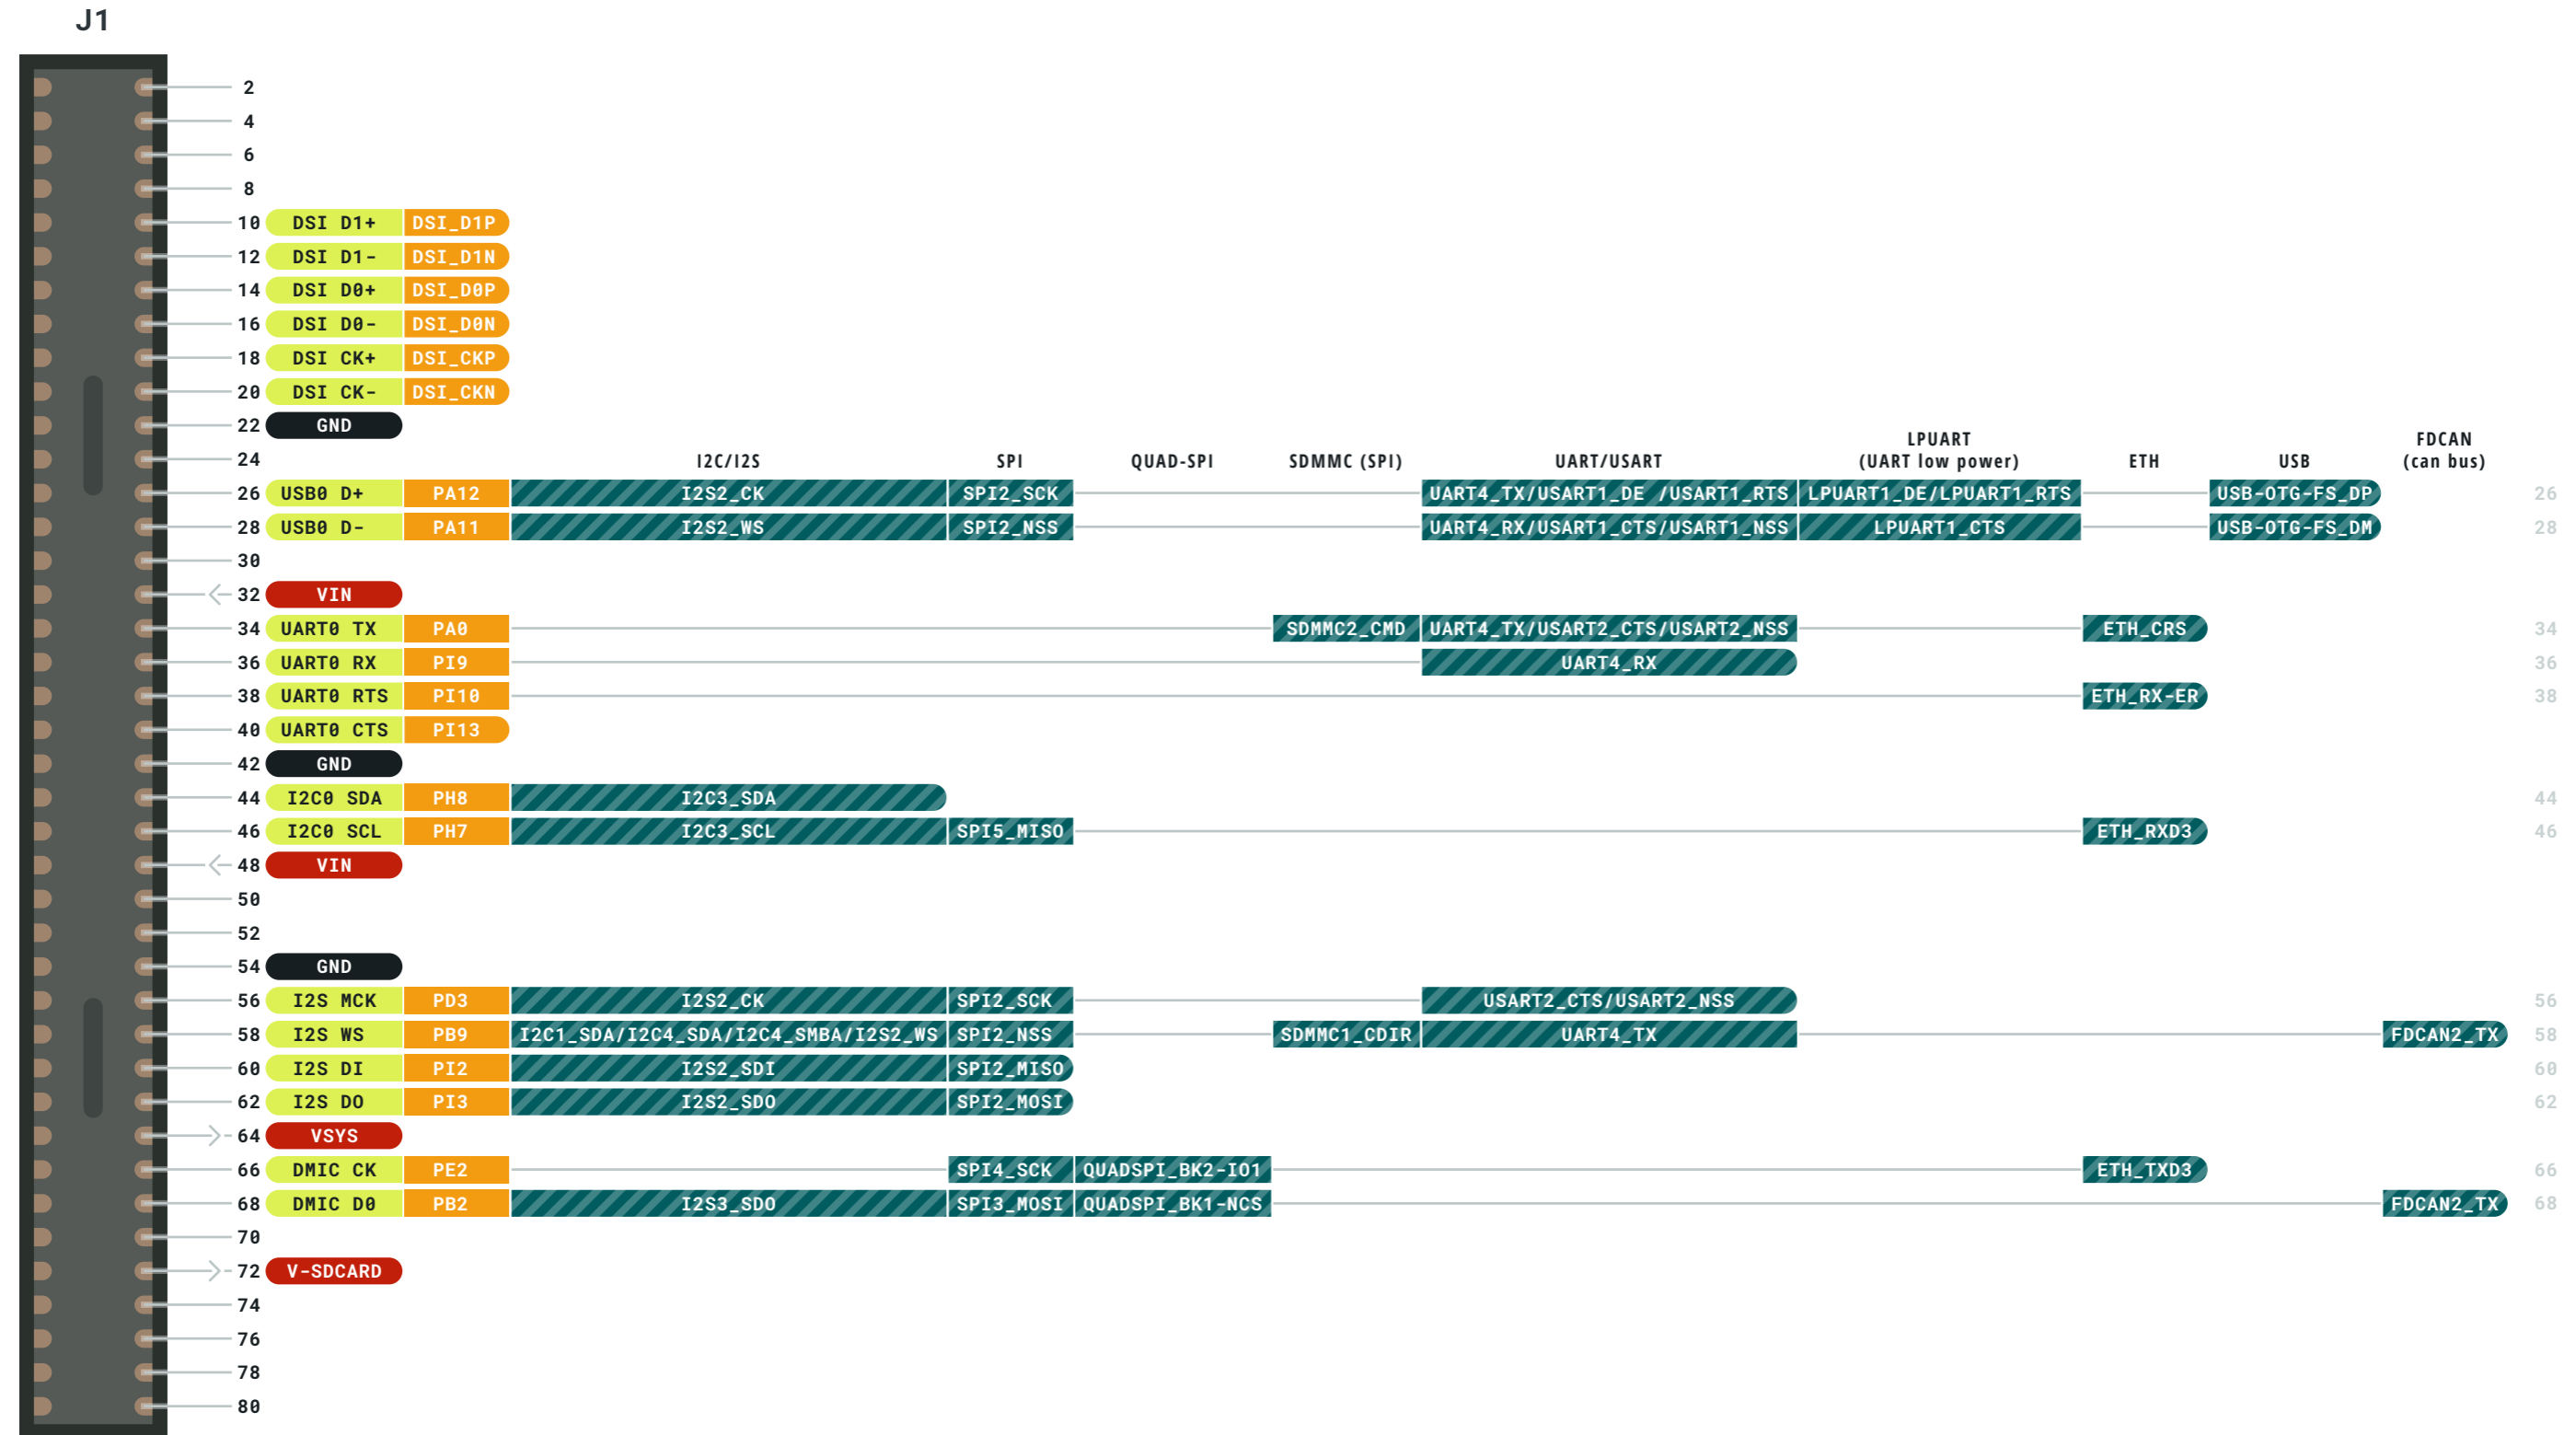 J1
2
4
6
8
10 DSI D1+ DSI_D1P
12 DSI D1- DSI_D1N
14 DSI D0+ DSI_D0P
16 DSI D0- DSI_D0N
18 DSI CK+ DSI_CKP
20 DSI CK- DSI_CKN
22 GND
LPUART FDCAN
24 I2C/I2S SPI QUAD-SPI SDMMC (SPI) UART/USART (UART low power) ETH USB (can bus)
26 USB0 D+ PA12 I2S2_CK SPI2_SCK UART4_TX/USART1_DE /USART1_RTS LPUART1_DE/LPUART1_RTS USB-OTG-FS_DP 26
28 USB0 D- PA11 I2S2_WS SPI2_NSS UART4_RX/USART1_CTS/USART1_NSS LPUART1_CTS USB-OTG-FS_DM 28
30
32 VIN
34 UART0 TX PA0 SDMMC2_CMD UART4_TX/USART2_CTS/USART2_NSS ETH_CRS 34
36 UART0 RX PI9 UART4_RX 36
38 UART0 RTS PI10 ETH_RX-ER 38
40 UART0 CTS PI13
42 GND
44 I2C0 SDA PH8 I2C3_SDA 44
46 I2C0 SCL PH7 I2C3_SCL SPI5_MISO ETH_RXD3 46
48 VIN
50
52
54 GND
56 I2S MCK PD3 I2S2_CK SPI2_SCK USART2_CTS/USART2_NSS 56
58 I2S WS PB9 I2C1_SDA/I2C4_SDA/I2C4_SMBA/I2S2_WS SPI2_NSS SDMMC1_CDIR UART4_TX FDCAN2_TX 58
60 I2S DI PI2 I2S2_SDI SPI2_MISO 60
62 I2S DO PI3 I2S2_SDO SPI2_MOSI 62
64 VSYS
66 DMIC CK PE2 SPI4_SCK QUADSPI_BK2-IO1 ETH_TXD3 66
68 DMIC D0 PB2 I2S3_SDO SPI3_MOSI QUADSPI_BK1-NCS FDCAN2_TX 68
70
72 V-SDCARD
74
76
78
80